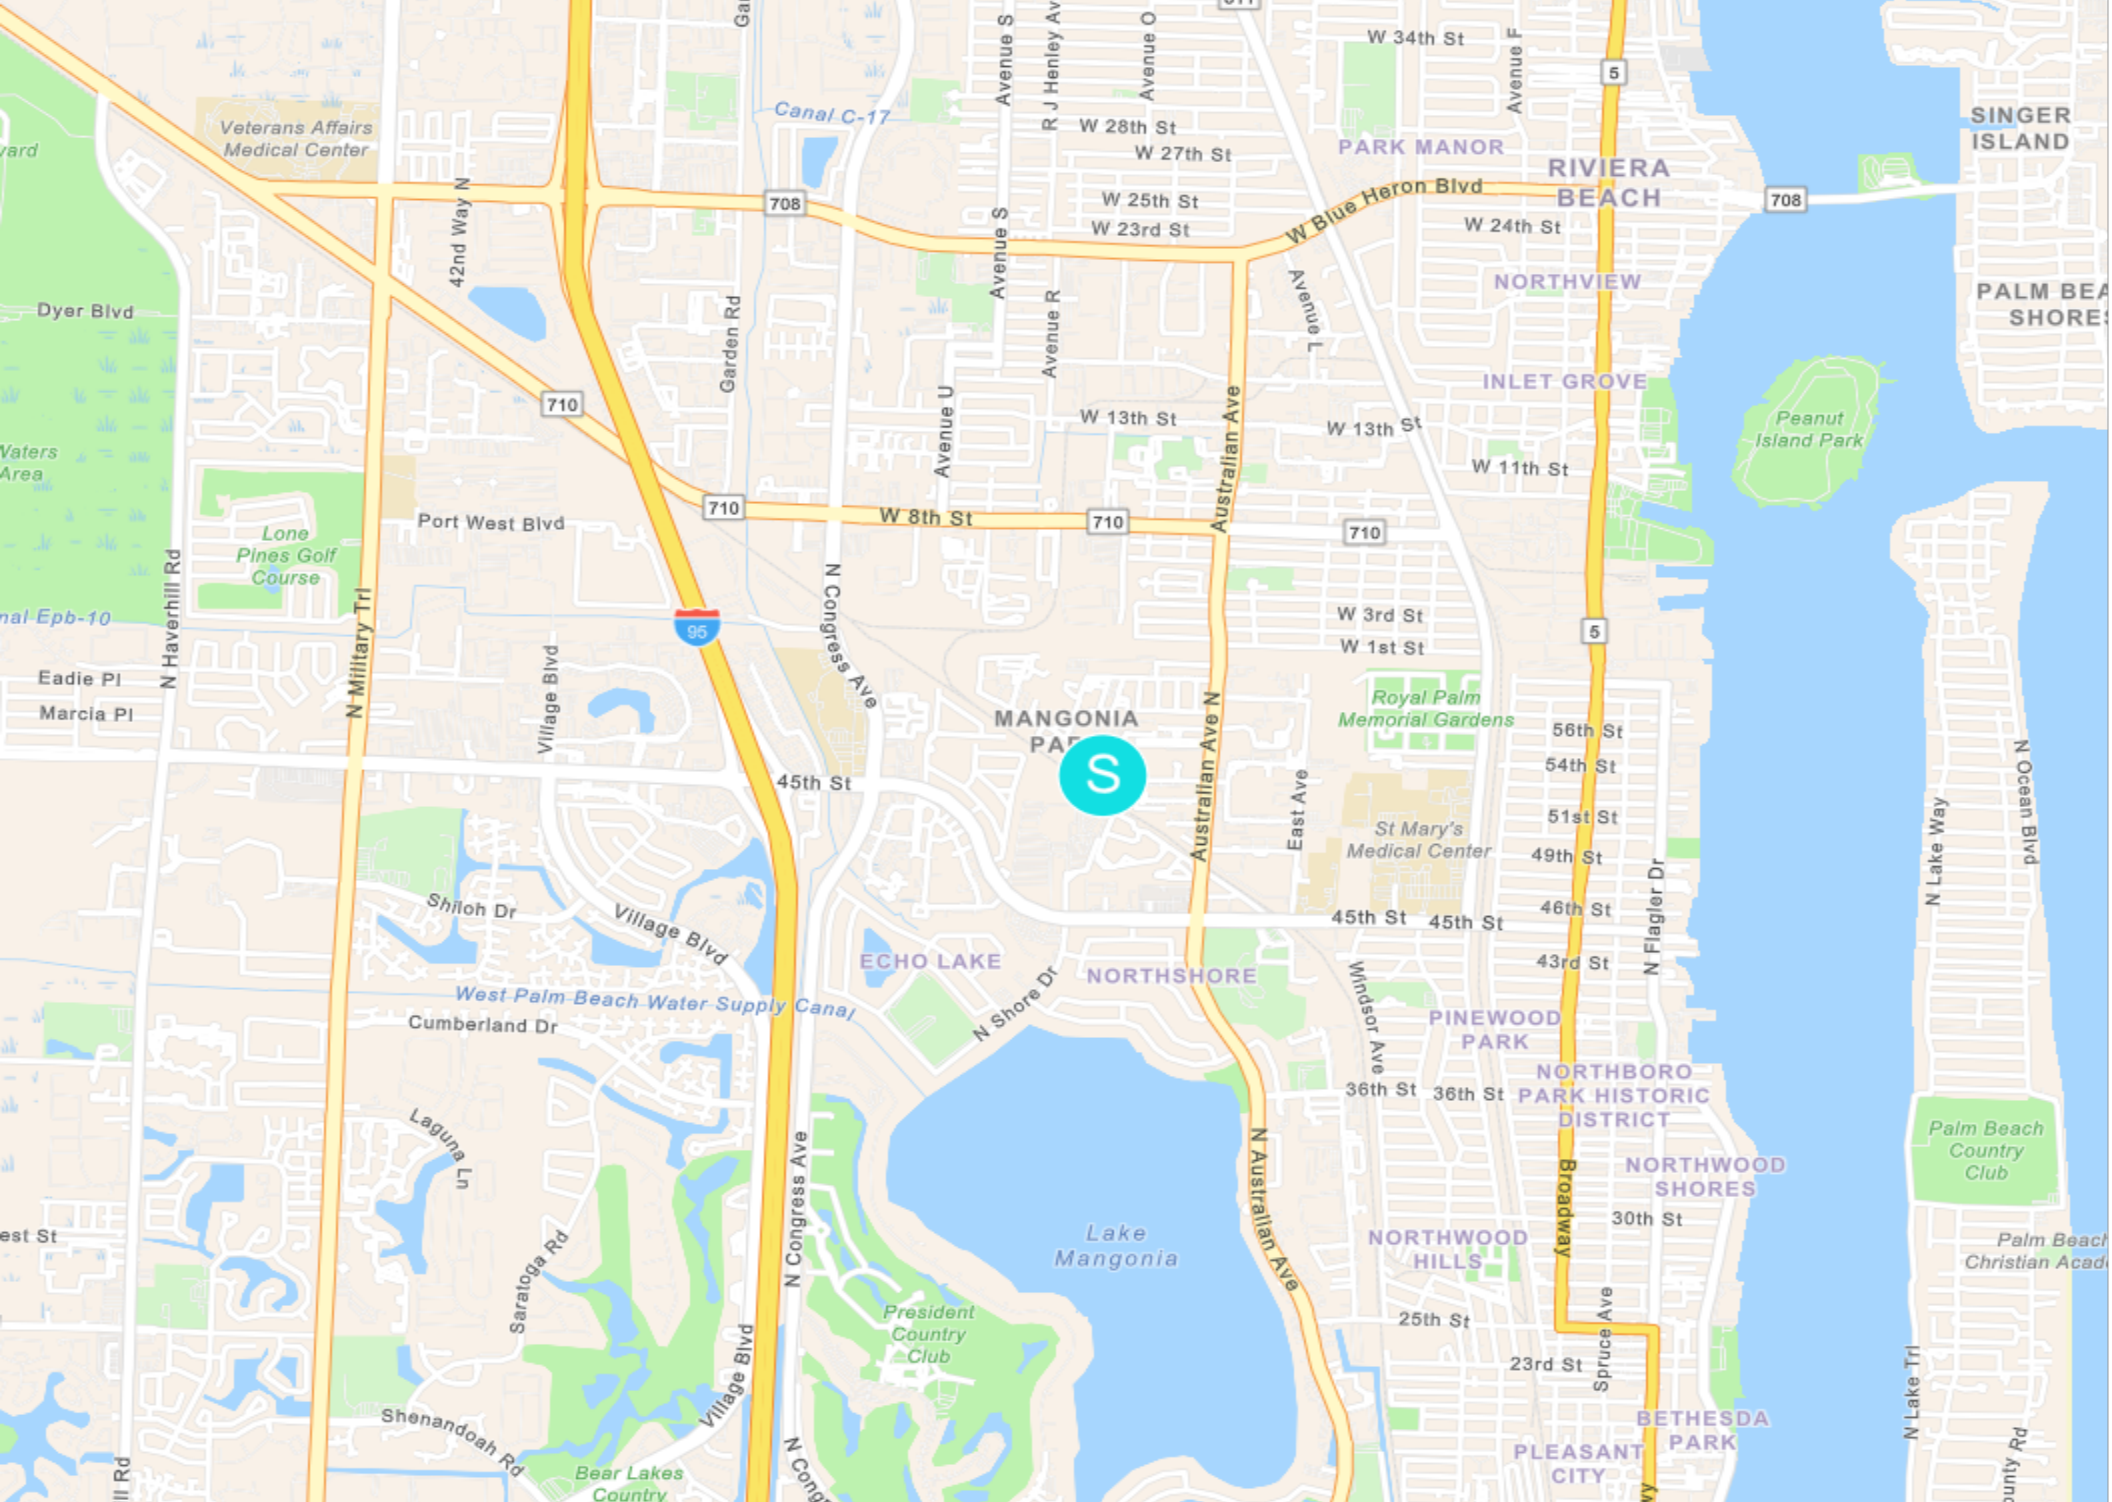 Avenue S
R J Henley Av
Avenue O
W 34th St
Avenue F
5
Canal C-17
SINGER
ISLAND
Veterans Affairs
Medical Center
W 28th St
W 27th St
PARK MANOR
RIVIERA
BEACH
42nd Way N
708
W 25th St
W 23rd St
Avenue S
W Blue Heron Blvd
W 24th St
708
Dyer Blvd
Garden Rd
Avenue R
Avenue L
NORTHVIEW
PALM BEA
SHORES
INLET GROVE
710
Avenue U
W 13th St
Australian Ave
W 13th St
Peanut
Island Park
Waters
Area
W 11th St
Lone
Pines Golf
Course
Port West Blvd
710
W 8th St
710
710
N Haverhill Rd
N Military Trl
nal Epb-10
95
N Congress Ave
W 3rd St
W 1st St
5
Eadie Pl
Marcia Pl
Village Blvd
MANGONIA
S
Australian Ave N
Royal Palm
Memorial Gardens
56th St
54th St
51st St
49th St
46th St
43rd St
45th St
East Ave
St Mary's
Medical Center
N Flagler Dr
N Lake Way
N Ocean Blvd
Shiloh Dr
Village Blvd
45th St
45th St
ECHO LAKE
N Shore Dr
NORTHSHORE
Windsor Ave
West Palm Beach Water Supply Canal
Cumberland Dr
PINEWOOD
PARK
NORTHBORO
PARK HISTORIC
DISTRICT
36th St
36th St
Laguna Ln
N Congress Ave
N Australian Ave
Broadway
NORTHWOOD
SHORES
Palm Beach
Country
Club
30th St
est St
Saratoga Rd
Lake
Mangonia
NORTHWOOD
HILLS
Palm Beach
Christian Acad
President
Country
Club
25th St
23rd St
Spruce Ave
Village Blvd
N Lake Trl
Shenandoah Rd
BETHESDA
PARK
PLEASANT
CITY
Bear Lakes
Country
N Cong
ll Rd
ounty Rd